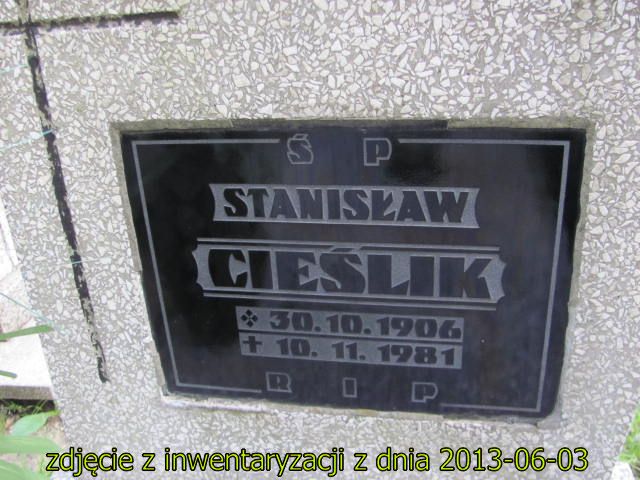 Ś P
STANISŁAW
CIEŚLIK
30.10.1906
10.11.1981
R I P
zdjęcie z inwentaryzacji z dnia 2013-06-03